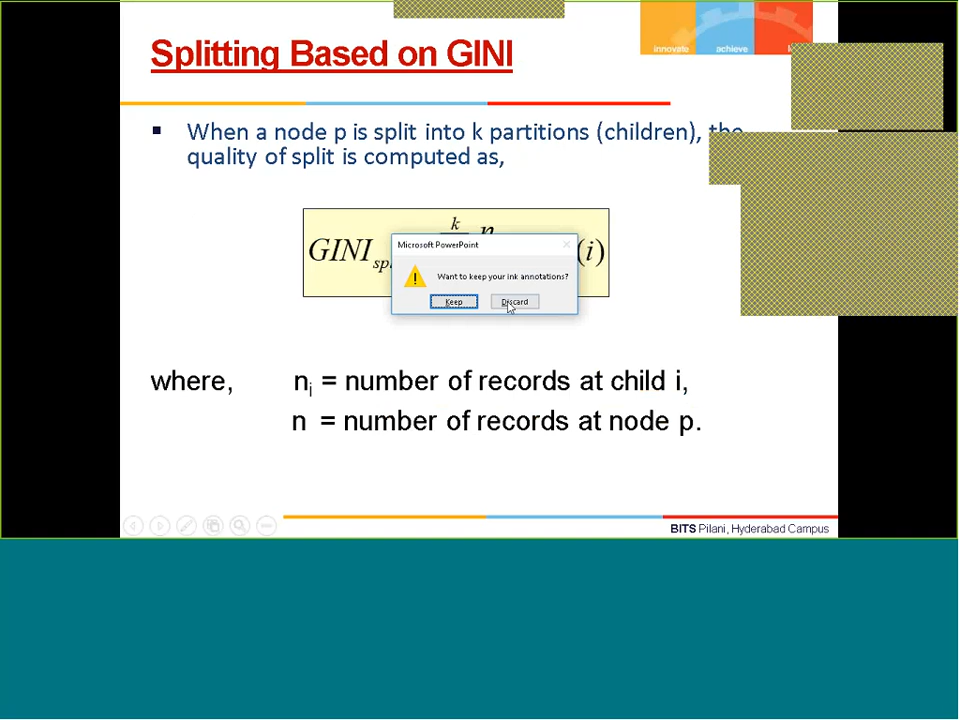 Splitting Based on GINI
innovate achieve
When a node p is split into k partitions (children), the
quality of split is computed as,
k
n
GINI (i)
Microsoft PowerPoint
Want to keep your ink annotations?
Keep Discard
where, ni = number of records at child i,
n = number of records at node p.
BITS Pilani, Hyderabad Campus